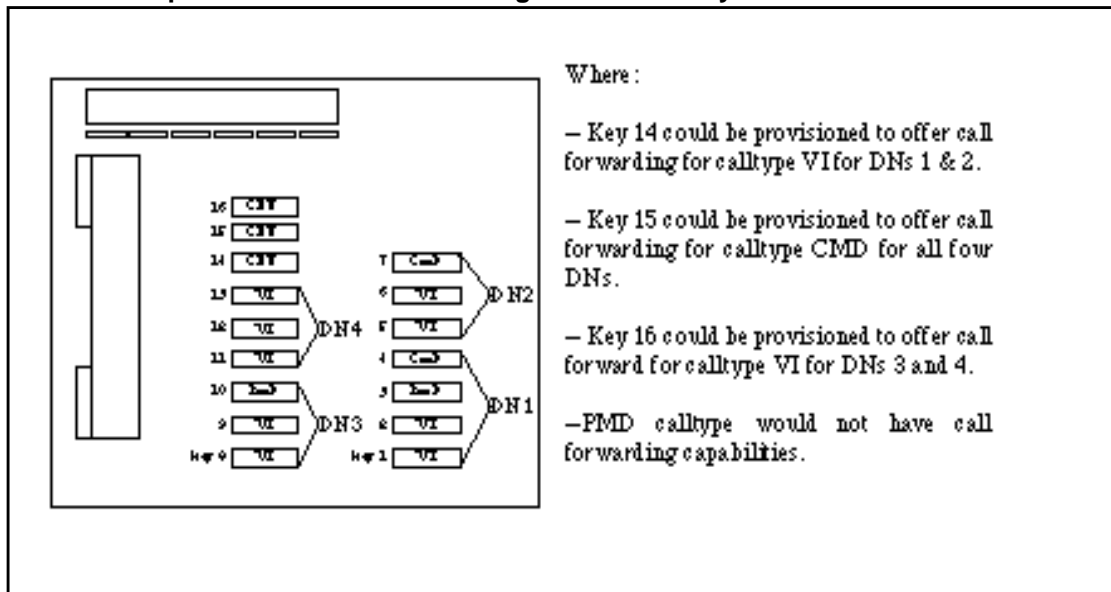 Where:
– Key 14 could be provisioned to offer call
forwarding for calltype VI for DNs 1 & 2.
– Key 15 could be provisioned to offer call
forwarding for calltype CMD for all four
DNs.
– Key 16 could be provisioned to offer call
forward for calltype VI for DNs 3 and 4.
–PMD calltype would not have call
forwarding capabilities.
16
15
14
13 VI
12 VI
11 VI
DN4
10
9 VI
key 8 VI
DN3
7
6 VI
5 VI
DN2
4
3
2 VI
key 1 VI
DN1